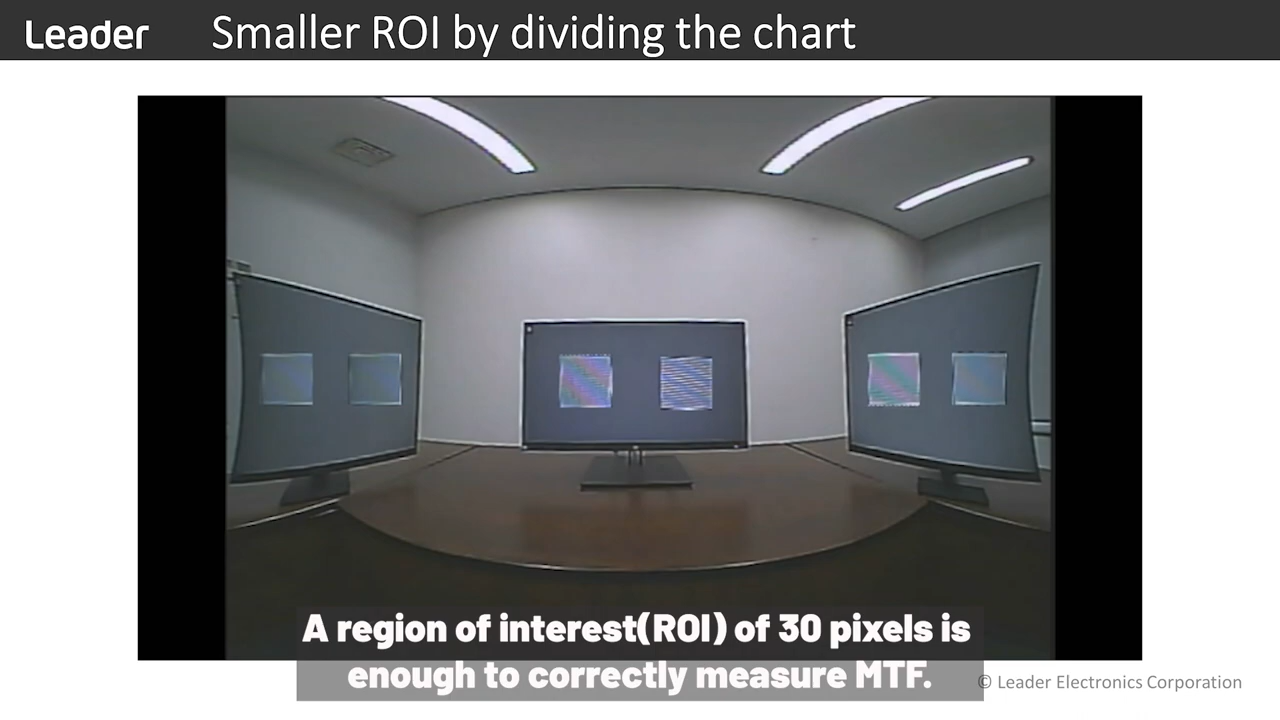 Leader
Smaller ROI by dividing the chart
A region of interest(ROI) of 30 pixels is
enough to correctly measure MTF.
© Leader Electronics Corporation